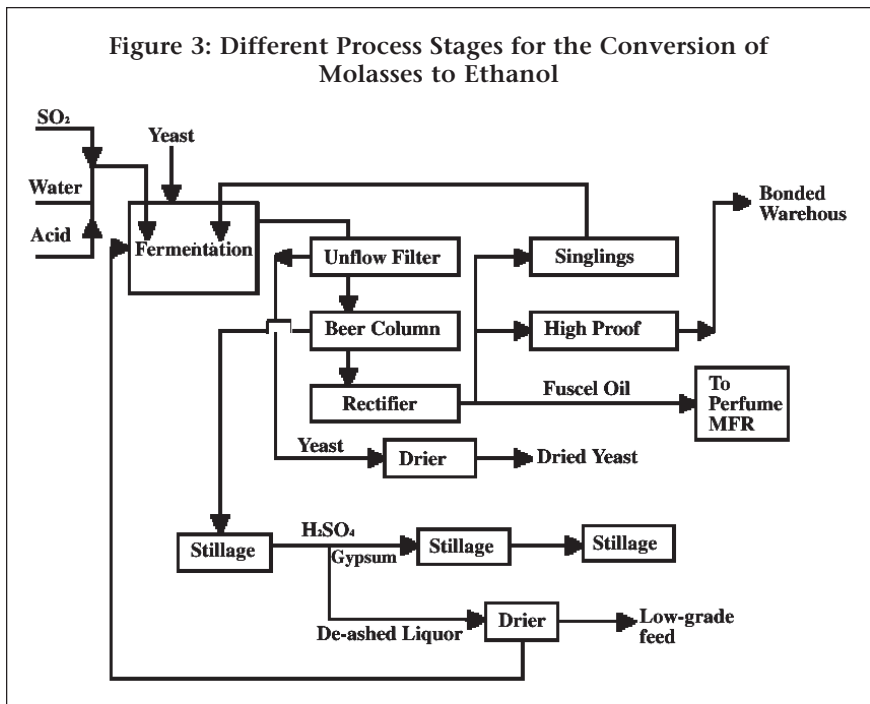 Figure 3: Different Process Stages for the Conversion of
Molasses to Ethanol
SO₂
Yeast
Water
Acid
Fermentation
Unflow Filter
Singlings
Bonded
Warehous
Beer Column
High Proof
Rectifier
Fuscel Oil
To
Perfume
MFR
Yeast
Drier
Dried Yeast
Stillage
H₂SO₄
Gypsum
Stillage
Stillage
De-ashed Liquor
Drier
Low-grade
feed